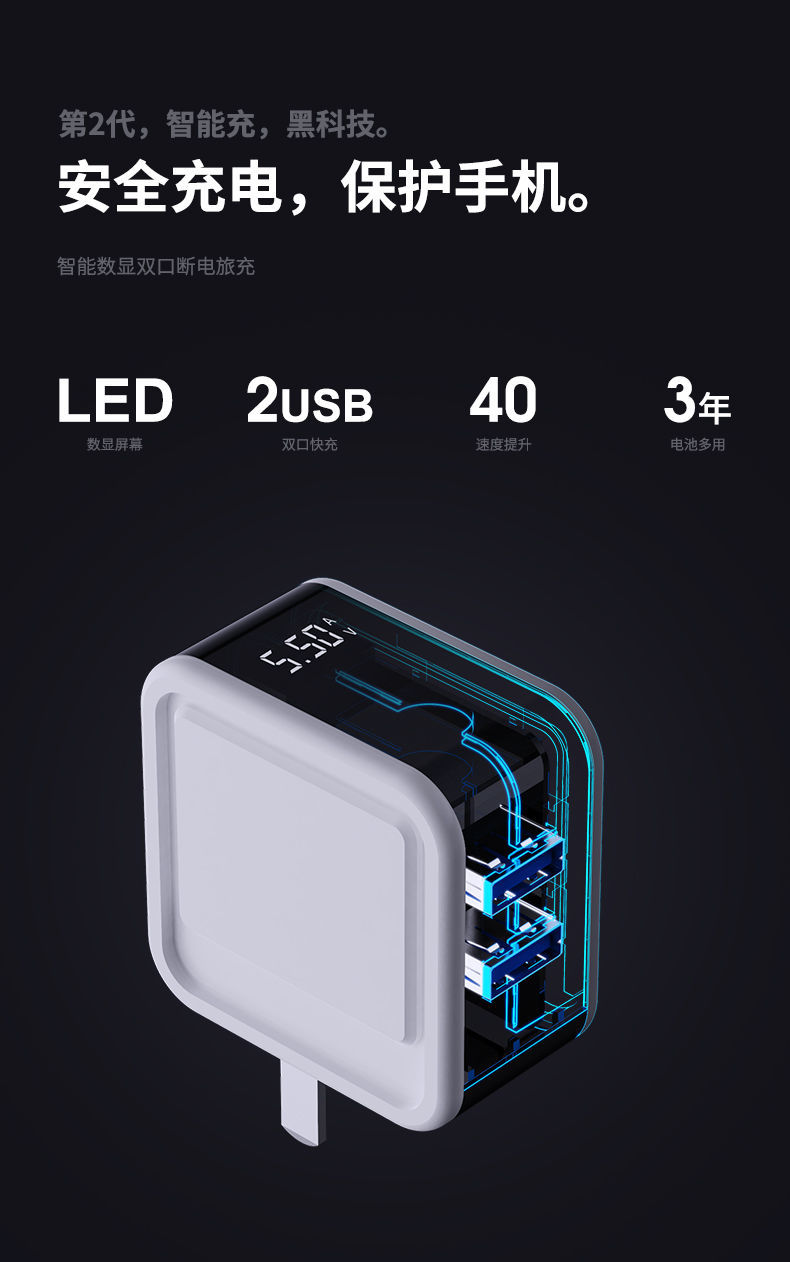 第2代，智能充，黑科技。
安全充电，保护手机。
智能数显双口断电旅充
LED 2USB 40 3年
数显屏幕 双口快充 速度提升 电池多用
5.50 A V